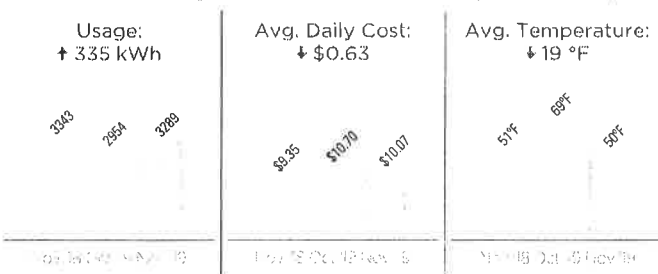 Usage:
↑ 335 kWh
3343
2954
3289
Avg. Daily Cost:
↓ $0.63
$9.35
$10.70
$10.07
Avg. Temperature:
↓ 19 °F
51°F
69°F
50°F